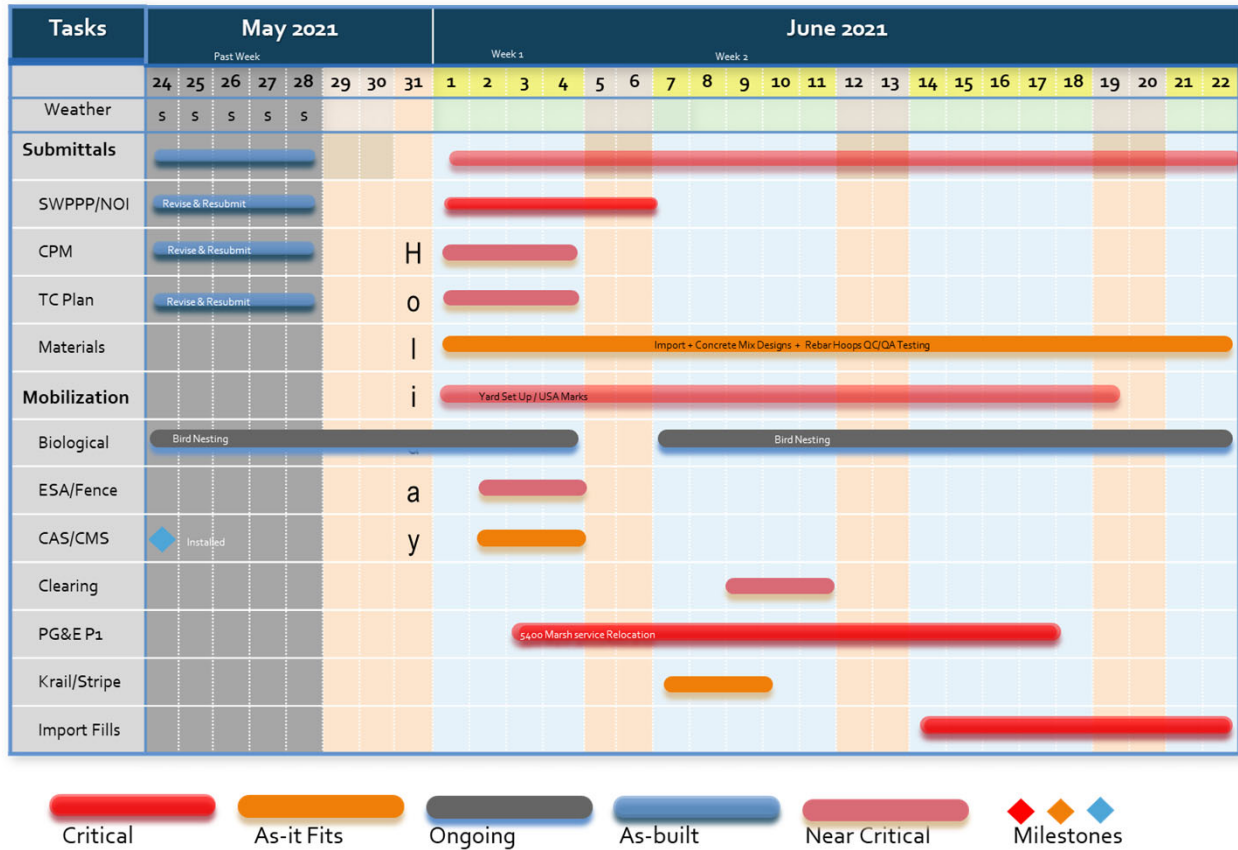 Tasks May 2021 June 2021
Past Week Week 1 Week 2
24 25 26 27 28 29 30 31 1 2 3 4 5 6 7 8 9 10 11 12 13 14 15 16 17 18 19 20 21 22
Weather s s s s s
Submittals
SWPPP/NOI Revise & Resubmit
CPM Revise & Resubmit H
TC Plan Revise & Resubmit o
Materials l Import + Concrete Mix Designs + Rebar Hoops QC/QA Testing
Mobilization i Yard Set Up / USA Marks
Biological Bird Nesting Bird Nesting
ESA/Fence a
CAS/CMS Installed y
Clearing
PG&E P1 5400 Marsh service Relocation
Krail/Stripe
Import Fills
Critical As-it Fits Ongoing As-built Near Critical Milestones